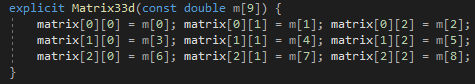 explicit Matrix33d(const double m[9]) {
matrix[0][0] = m[0]; matrix[0][1] = m[1]; matrix[0][2] = m[2];
matrix[1][0] = m[3]; matrix[1][1] = m[4]; matrix[1][2] = m[5];
matrix[2][0] = m[6]; matrix[2][1] = m[7]; matrix[2][2] = m[8];
}